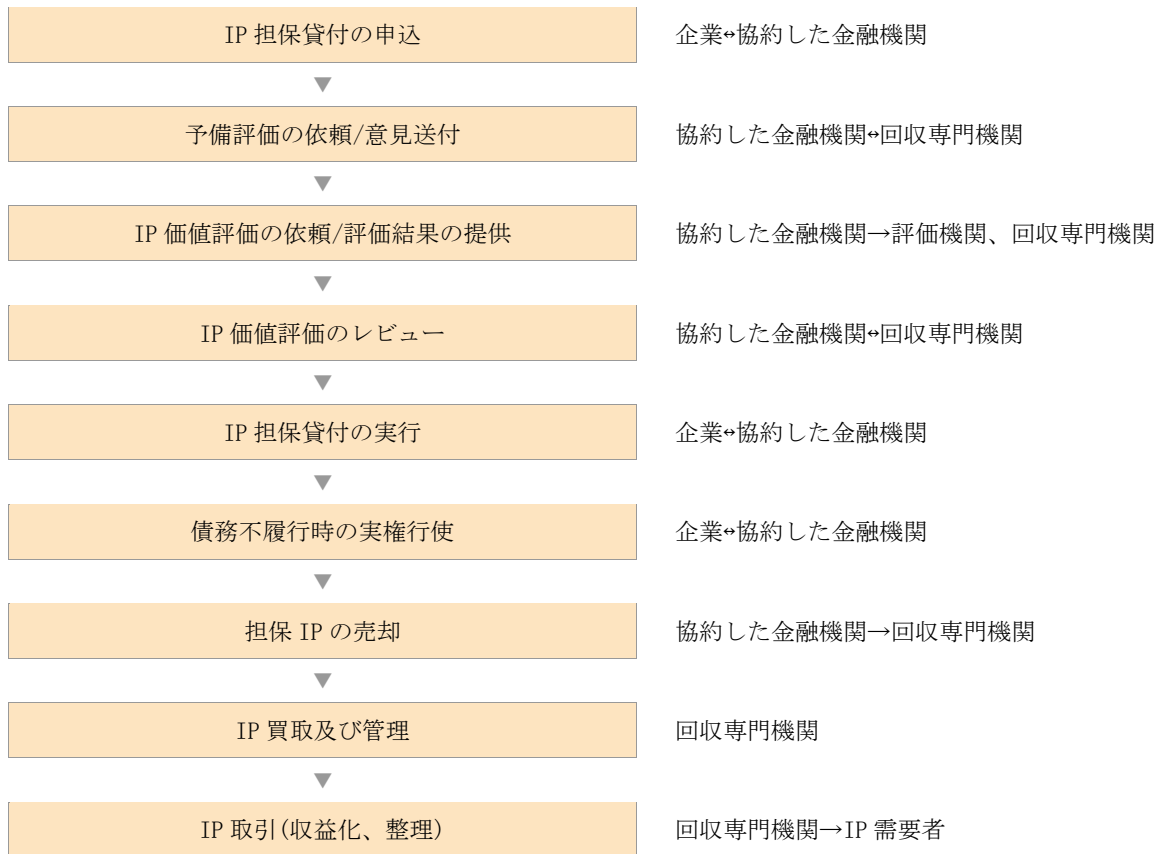 IP 担保貸付の申込 企業↔協約した金融機関
▼
予備評価の依頼/意見送付 協約した金融機関↔回収専門機関
▼
IP 価値評価の依頼/評価結果の提供 協約した金融機関→評価機関、回収専門機関
▼
IP 価値評価のレビュー 協約した金融機関↔回収専門機関
▼
IP 担保貸付の実行 企業↔協約した金融機関
▼
債務不履行時の実権行使 企業↔協約した金融機関
▼
担保 IP の売却 協約した金融機関→回収専門機関
▼
IP 買取及び管理 回収専門機関
▼
IP 取引(収益化、整理) 回収専門機関→IP 需要者